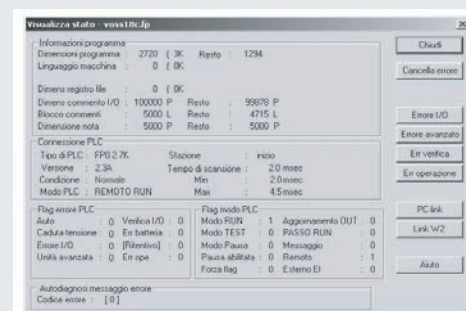 Visualizza stato - voss18c.fp
Informazioni programma
Dimensioni programma : 2720 ( 3K Resto : 1294
Linguaggio macchina : 0 ( 0K
Dimens registro file : 0 ( 0K
Dimens commento I/O : 100000 P Resto : 99878 P
Blocco commenti : 5000 L Resto : 4715 L
Dimensione nota : 5000 P Resto : 5000 P
Connessione PLC
Tipo di PLC : FP0 2.7K Stazione : inizio
Versione : 2.3A Tempo di scansione : 2.0 msec
Condizione : Normale Min : 2.0 msec
Modo PLC : REMOTO RUN Max : 4.5 msec
Flag errore PLC
Auto : 0 Verifica I/O : 0
Caduta tensione : 0 Err batteria : 0
Errore I/O : 0 [Ritentivo] : 0
Unità avanzata : 0 Err ope : 0
Flag modo PLC
Modo RUN : 1 Aggiornamento OUT : 0
Modo TEST : 0 PASSO RUN : 0
Modo Pausa : 0 Messaggio : 0
Pausa abilitata : 0 Remoto : 1
Forza flag : 0 Esterno EI : 0
Autodiagnosi messaggio errore
Codice errore : [ 0 ]
Chiudi
Cancella errore
Errore I/O
Errore avanzato
Err verifica
Err operazione
PC link
Link W2
Aiuto